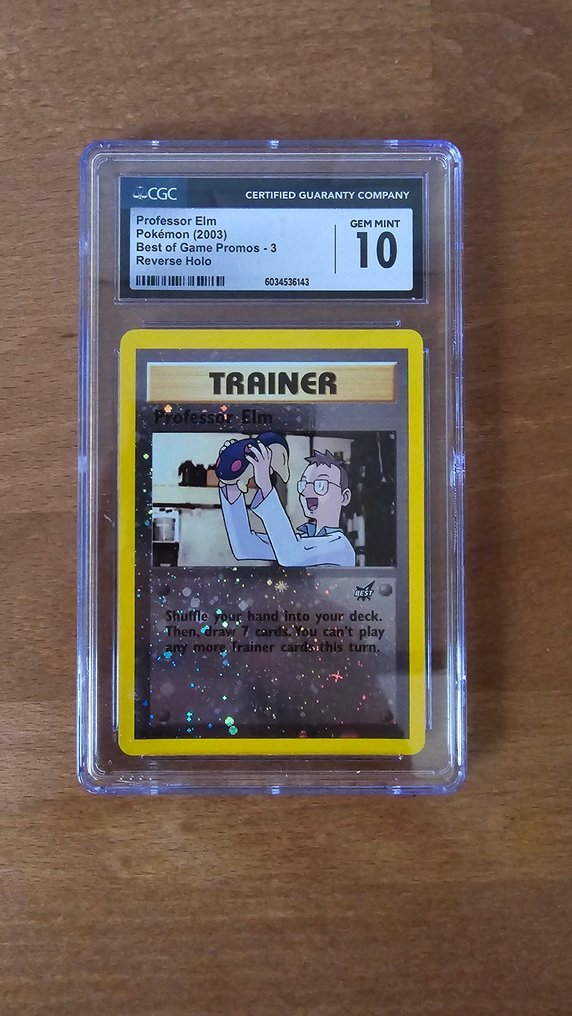 CGC
CERTIFIED GUARANTY COMPANY
Professor Elm
Pokémon (2003)
Best of Game Promos - 3
Reverse Holo
GEM MINT
10
6034536143
TRAINER
Professor Elm
BEST
Shuffle your hand into your deck.
Then, draw 7 cards. You can't play
any more Trainer cards this turn.